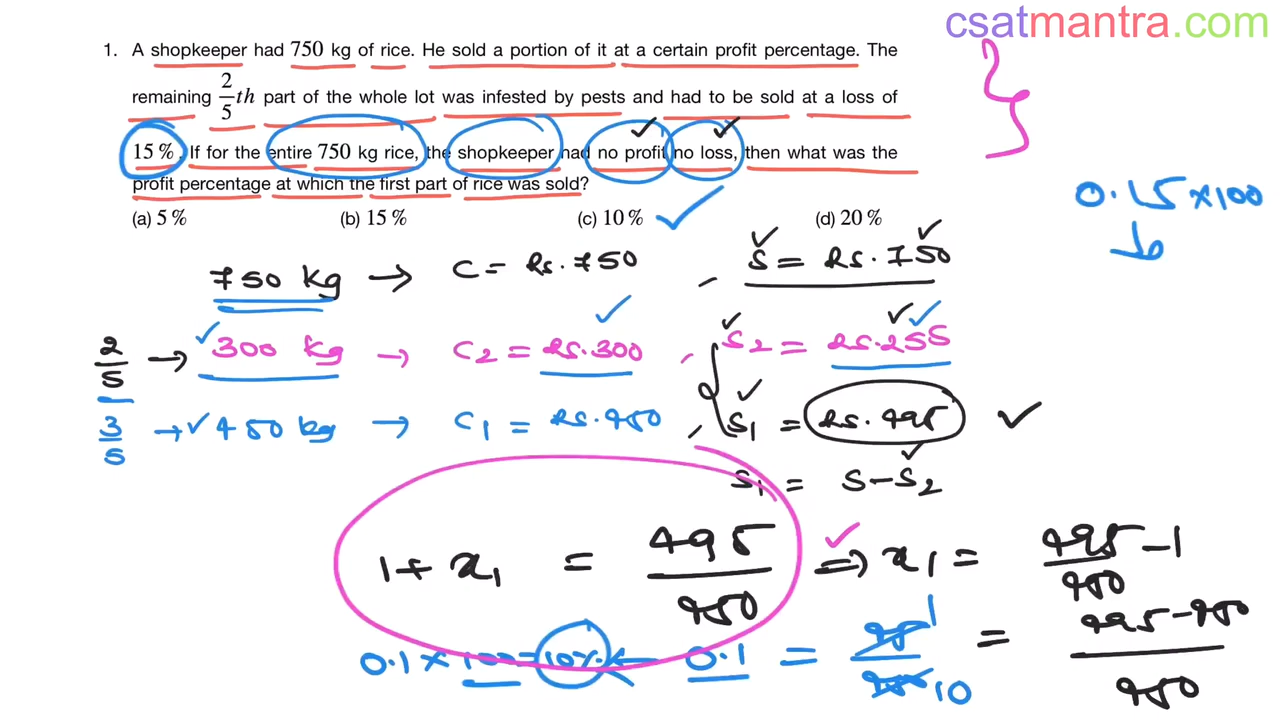 csatmantra.com
1. A shopkeeper had 750 kg of rice. He sold a portion of it at a certain profit percentage. The
remaining 2/5 th part of the whole lot was infested by pests and had to be sold at a loss of
15 %. If for the entire 750 kg rice, the shopkeeper had no profit no loss, then what was the
profit percentage at which the first part of rice was sold?
(a) 5 % (b) 15 % (c) 10 % (d) 20 %
0.15 x 100
750 kg → C = Rs. 750, S = Rs. 750
2/5 → 300 kg → C2 = Rs. 300, S2 = Rs. 255
3/5 → 450 kg → C1 = Rs. 450, S1 = Rs. 495
S1 = S - S2
1 + x1 = 495/450 ⇒ x1 = 495/450 - 1
0.1 x 100 = 10% ← 0.1 = 45/450 1/10 = 495-450/450